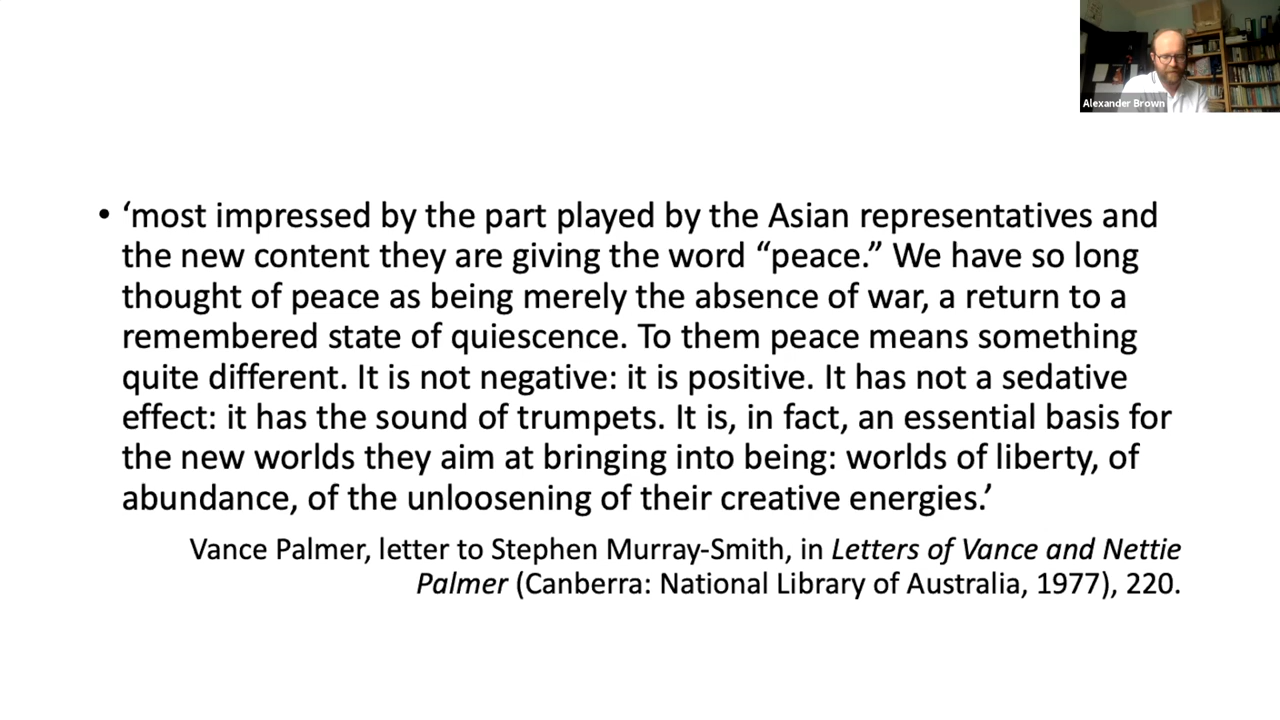 Alexander Brown
• ‘most impressed by the part played by the Asian representatives and
the new content they are giving the word “peace.” We have so long
thought of peace as being merely the absence of war, a return to a
remembered state of quiescence. To them peace means something
quite different. It is not negative: it is positive. It has not a sedative
effect: it has the sound of trumpets. It is, in fact, an essential basis for
the new worlds they aim at bringing into being: worlds of liberty, of
abundance, of the unloosening of their creative energies.’
Vance Palmer, letter to Stephen Murray-Smith, in Letters of Vance and Nettie
Palmer (Canberra: National Library of Australia, 1977), 220.